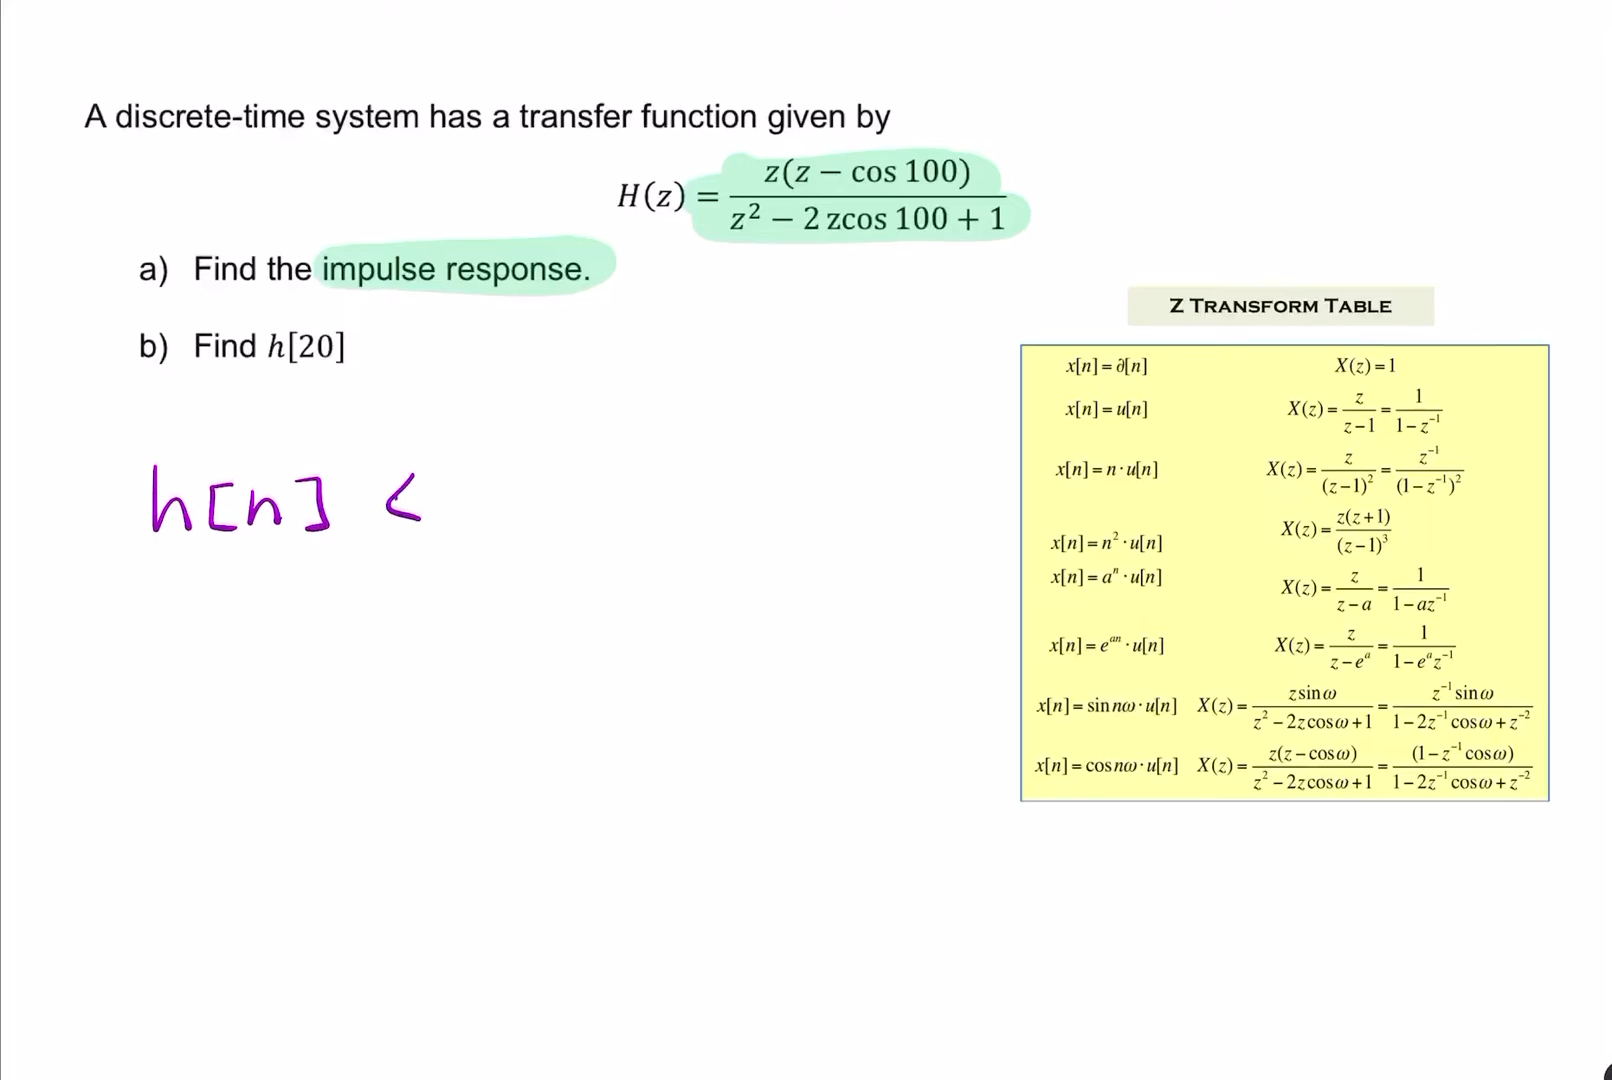 A discrete-time system has a transfer function given by
H(z) = z(z − cos 100) / z² − 2 zcos 100 + 1
a) Find the impulse response.
b) Find h[20]
h[n] <
Z TRANSFORM TABLE
x[n] = ∂[n] X(z) = 1
x[n] = u[n] X(z) = z / z−1 = 1 / 1−z⁻¹
x[n] = n · u[n] X(z) = z / (z−1)² = z⁻¹ / (1−z⁻¹)²
x[n] = n² · u[n] X(z) = z(z+1) / (z−1)³
x[n] = aⁿ · u[n] X(z) = z / z−a = 1 / 1−az⁻¹
x[n] = eᵃⁿ · u[n] X(z) = z / z−eᵃ = 1 / 1−eᵃz⁻¹
x[n] = sin nω · u[n] X(z) = z sin ω / z² − 2z cos ω + 1 = z⁻¹ sin ω / 1 − 2z⁻¹ cos ω + z⁻²
x[n] = cos nω · u[n] X(z) = z(z − cos ω) / z² − 2z cos ω + 1 = (1 − z⁻¹ cos ω) / 1 − 2z⁻¹ cos ω + z⁻²